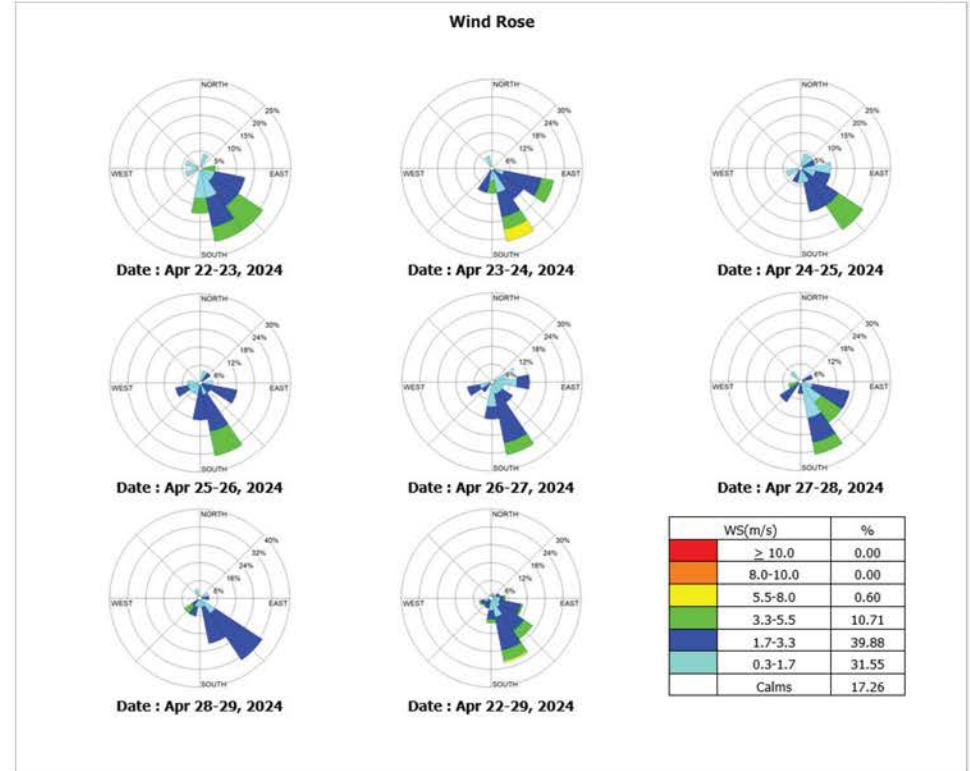 Wind Rose
NORTH
25%
20%
15%
10%
5%
WEST
EAST
SOUTH
Date : Apr 22-23, 2024
NORTH
30%
24%
18%
12%
6%
WEST
EAST
SOUTH
Date : Apr 23-24, 2024
NORTH
25%
20%
15%
10%
5%
WEST
EAST
SOUTH
Date : Apr 24-25, 2024
NORTH
30%
24%
18%
12%
6%
WEST
EAST
SOUTH
Date : Apr 25-26, 2024
NORTH
30%
24%
18%
12%
6%
WEST
EAST
SOUTH
Date : Apr 26-27, 2024
NORTH
30%
24%
18%
12%
6%
WEST
EAST
SOUTH
Date : Apr 27-28, 2024
NORTH
40%
32%
24%
16%
8%
WEST
EAST
SOUTH
Date : Apr 28-29, 2024
NORTH
30%
24%
18%
12%
6%
WEST
EAST
SOUTH
Date : Apr 22-29, 2024
WS(m/s) %
≥ 10.0 0.00
8.0-10.0 0.00
5.5-8.0 0.60
3.3-5.5 10.71
1.7-3.3 39.88
0.3-1.7 31.55
Calms 17.26